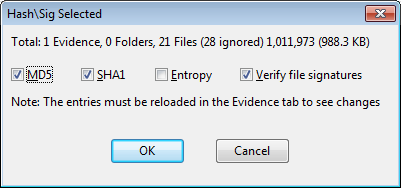 Hash\Sig Selected
Total: 1 Evidence, 0 Folders, 21 Files (28 ignored) 1,011,973 (988.3 KB)
MD5 SHA1 Entropy Verify file signatures
Note: The entries must be reloaded in the Evidence tab to see changes
OK Cancel